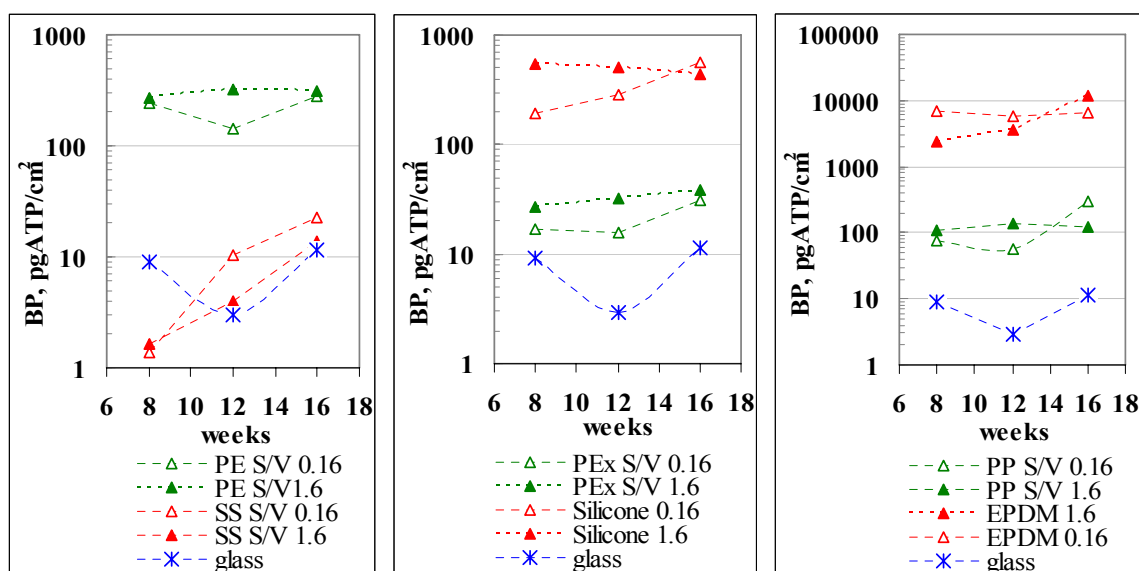 1000
100
10
1
BP, pgATP/cm²
6 8 10 12 14 16 18
weeks
PE S/V 0.16
PE S/V1.6
SS S/V 0.16
SS S/V 1.6
glass
1000
100
10
1
BP, pgATP/cm²
6 8 10 12 14 16 18
weeks
PEx S/V 0.16
PEx S/V 1.6
Silicone 0.16
Silicone 1.6
glass
100000
10000
1000
100
10
1
BP, pgATP/cm²
6 8 10 12 14 16 18
weeks
PP S/V 0.16
PP S/V 1.6
EPDM 1.6
EPDM 0.16
glass